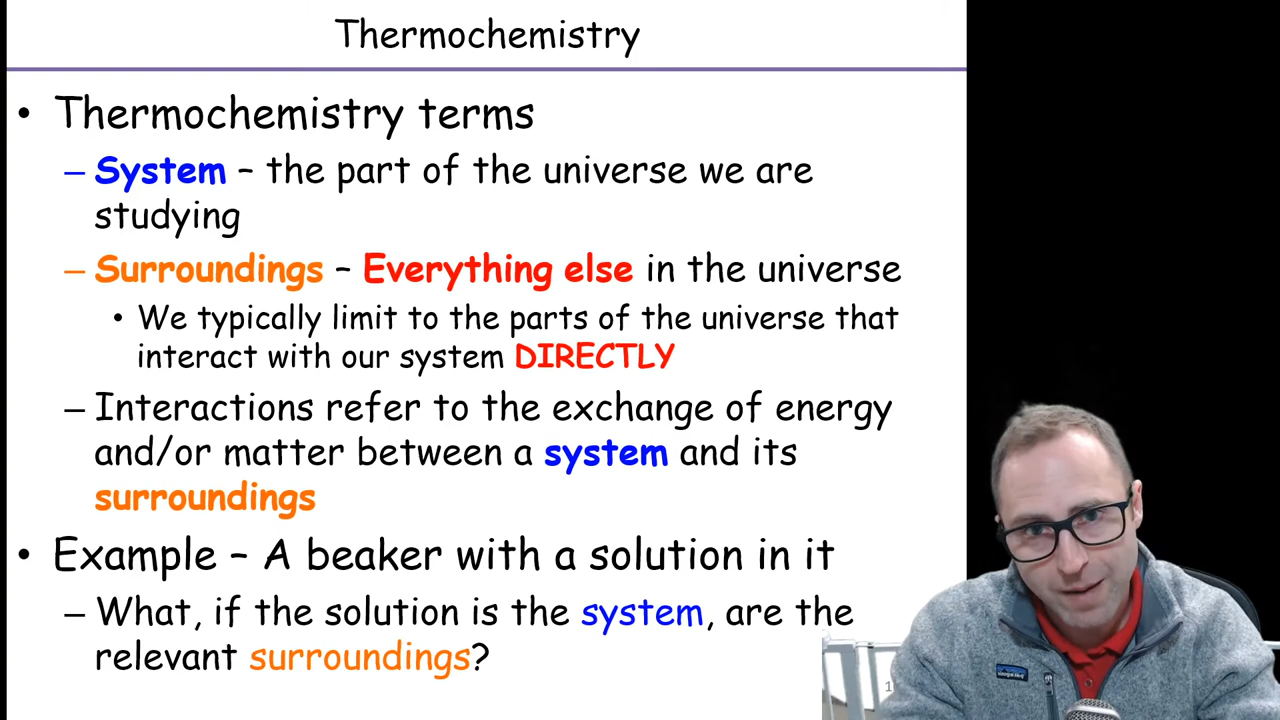 Thermochemistry
• Thermochemistry terms
– System – the part of the universe we are
studying
– Surroundings – Everything else in the universe
• We typically limit to the parts of the universe that
interact with our system DIRECTLY
– Interactions refer to the exchange of energy
and/or matter between a system and its
surroundings
• Example – A beaker with a solution in it
– What, if the solution is the system, are the
relevant surroundings?